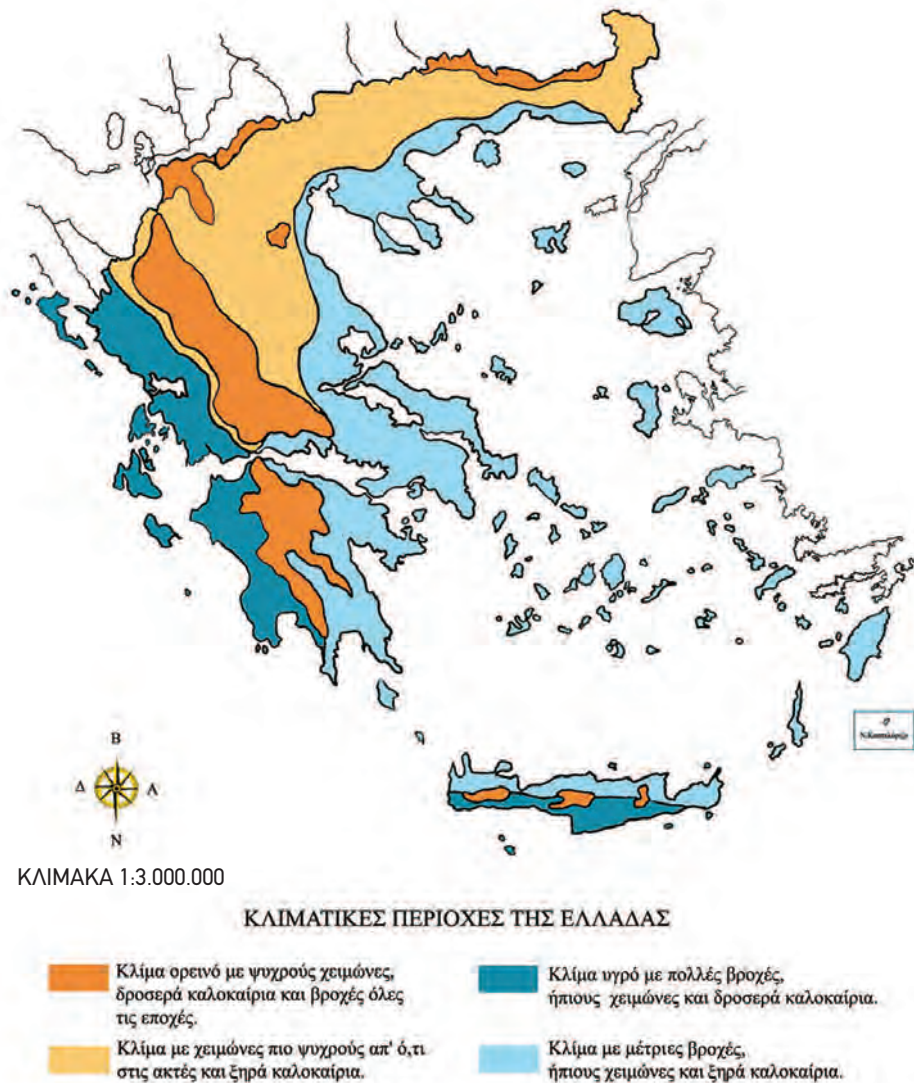 Β
Δ
Α
Ν
Ν.Καστελόριζο
ΚΛΙΜΑΚΑ 1:3.000.000
ΚΛΙΜΑΤΙΚΕΣ ΠΕΡΙΟΧΕΣ ΤΗΣ ΕΛΛΑΔΑΣ
Κλίμα ορεινό με ψυχρούς χειμώνες,
δροσερά καλοκαίρια και βροχές όλες
τις εποχές.
Κλίμα με χειμώνες πιο ψυχρούς απ' ό,τι
στις ακτές και ξηρά καλοκαίρια.
Κλίμα υγρό με πολλές βροχές,
ήπιους χειμώνες και δροσερά καλοκαίρια.
Κλίμα με μέτριες βροχές,
ήπιους χειμώνες και ξηρά καλοκαίρια.